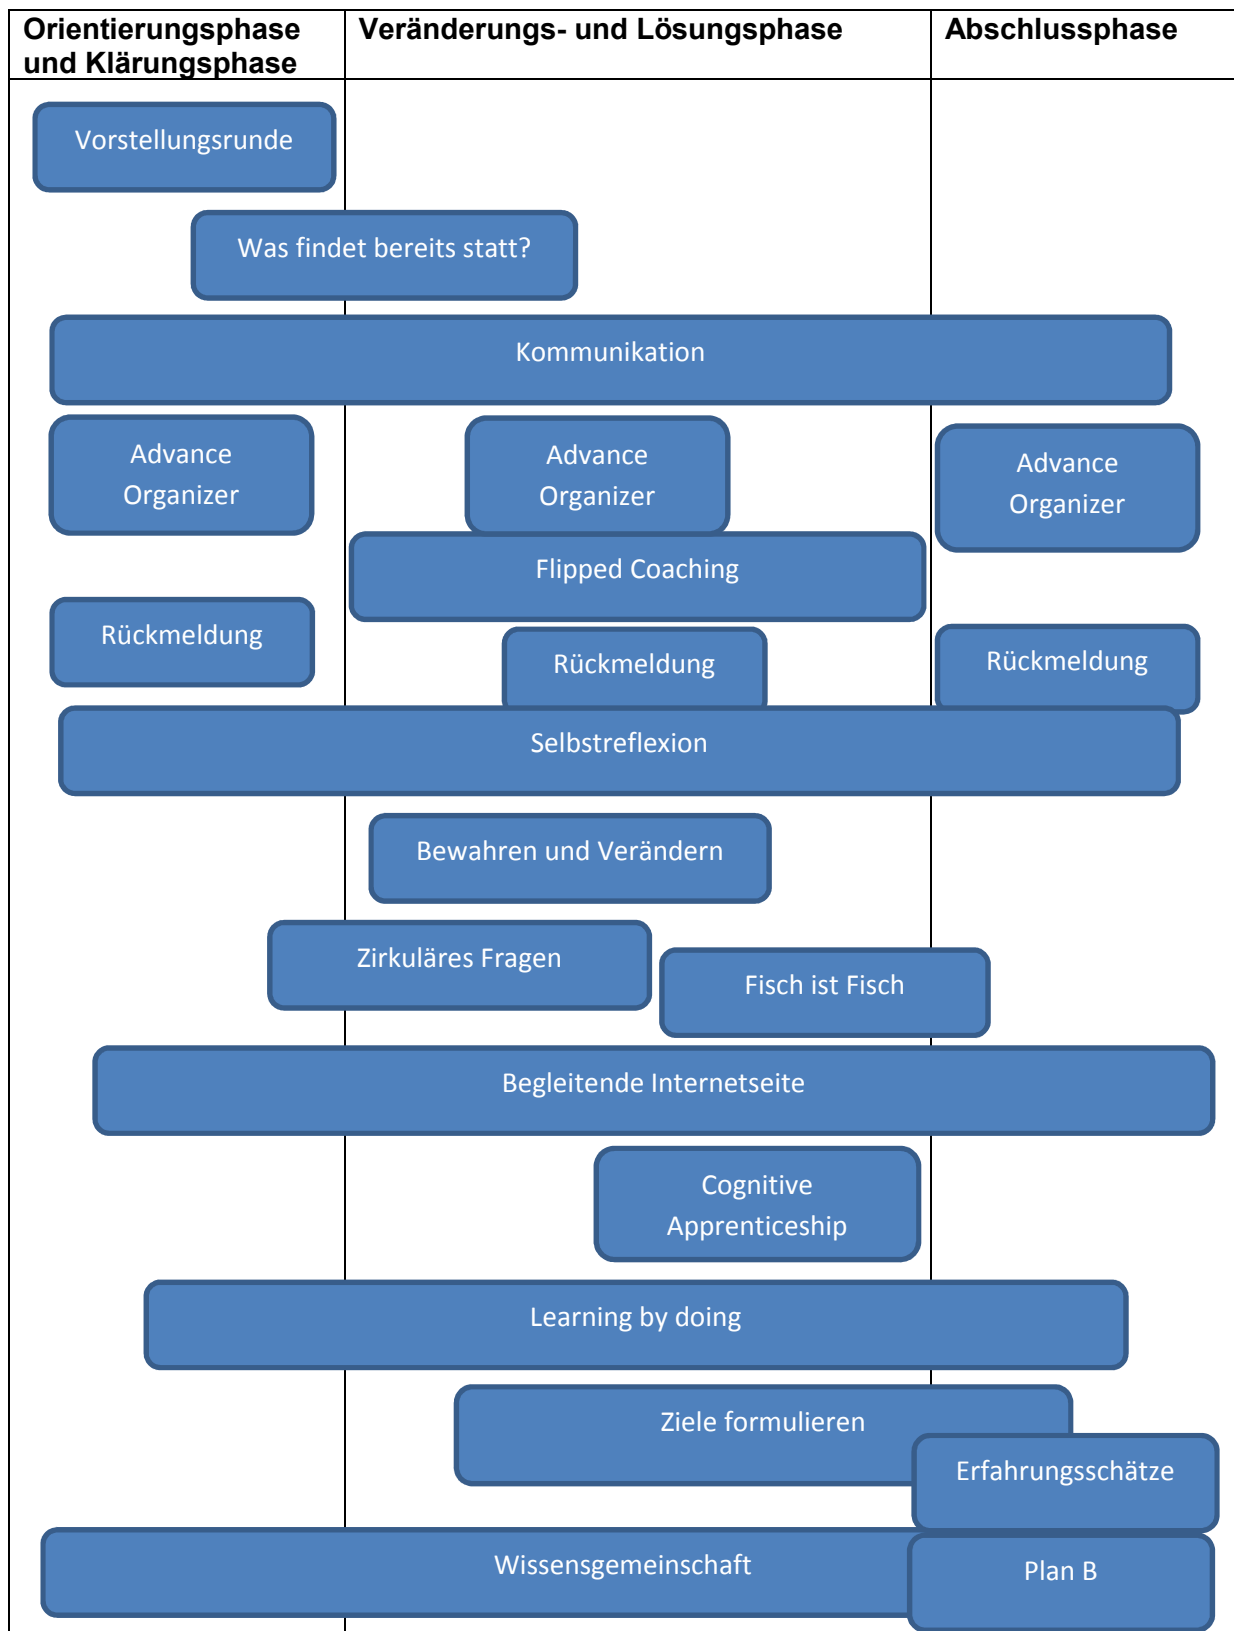 Orientierungsphase
und Klärungsphase
Veränderungs- und Lösungsphase
Abschlussphase
Vorstellungsrunde
Was findet bereits statt?
Kommunikation
Advance
Organizer
Advance
Organizer
Advance
Organizer
Flipped Coaching
Rückmeldung
Rückmeldung
Rückmeldung
Selbstreflexion
Bewahren und Verändern
Zirkuläres Fragen
Fisch ist Fisch
Begleitende Internetseite
Cognitive
Apprenticeship
Learning by doing
Ziele formulieren
Erfahrungsschätze
Wissensgemeinschaft
Plan B